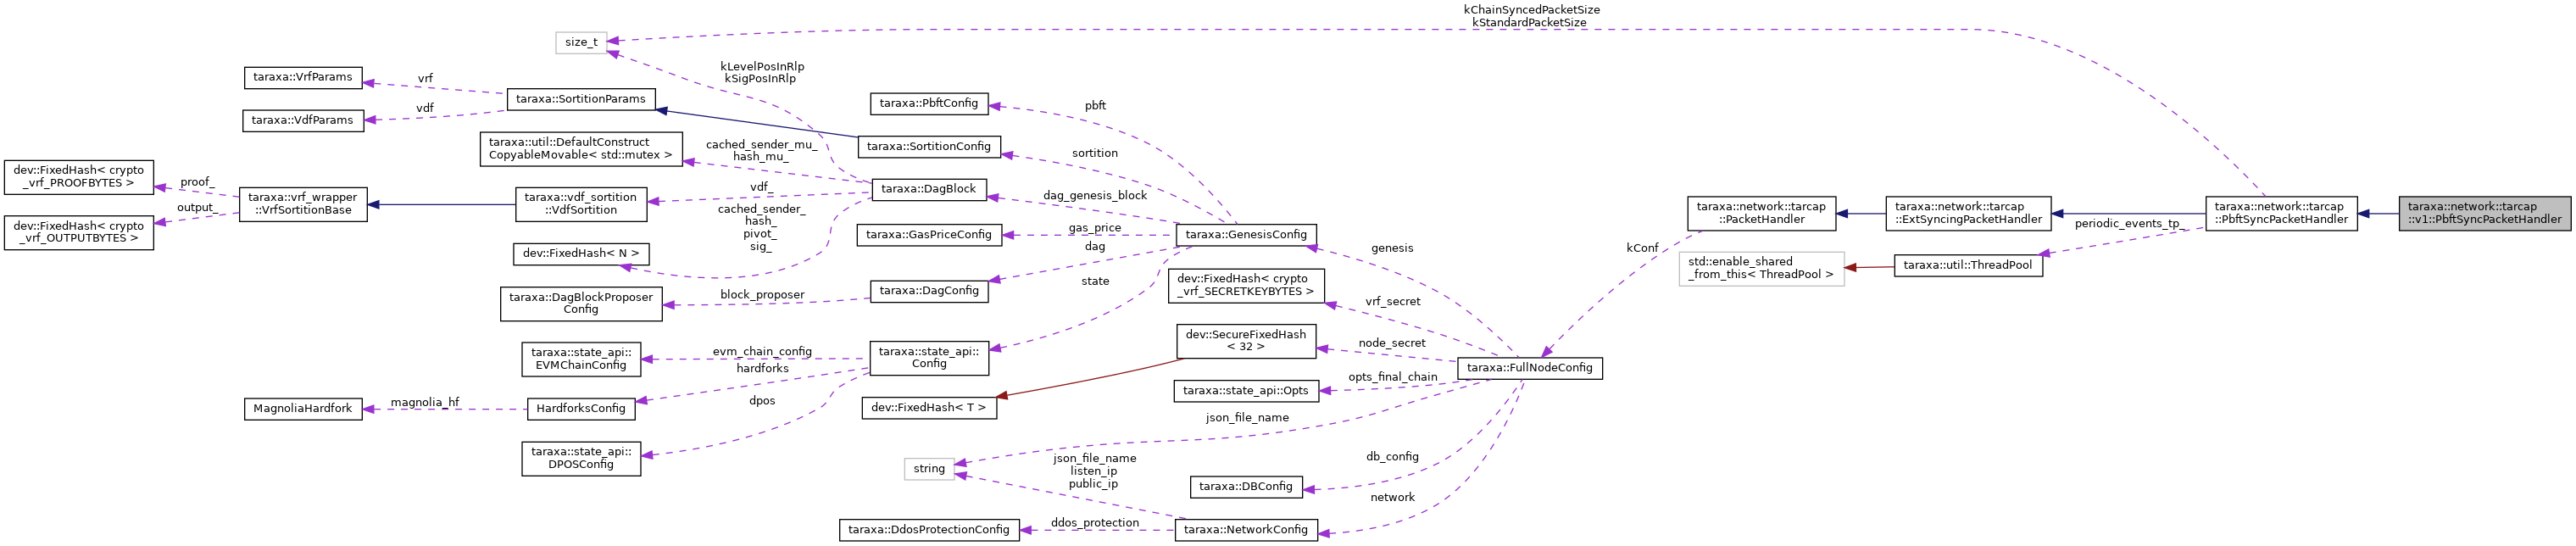 kChainSyncedPacketSize
kStandardPacketSize
size_t
kLevelPosInRlp
kSigPosInRlp
taraxa::VrfParams
vrf
taraxa::SortitionParams
vdf
taraxa::VdfParams
taraxa::PbftConfig
pbft
taraxa::util::DefaultConstruct
CopyableMovable< std::mutex >
cached_sender_mu_
hash_mu_
taraxa::SortitionConfig
sortition
dev::FixedHash< crypto
_vrf_PROOFBYTES >
proof_
output_
dev::FixedHash< crypto
_vrf_OUTPUTBYTES >
taraxa::vrf_wrapper
::VrfSortitionBase
taraxa::vdf_sortition
::VdfSortition
vdf_
taraxa::DagBlock
dag_genesis_block
cached_sender_
hash_
pivot_
sig_
dev::FixedHash< N >
taraxa::GasPriceConfig
gas_price
taraxa::GenesisConfig
genesis
dag
taraxa::DagBlockProposer
Config
block_proposer
taraxa::DagConfig
state
dev::FixedHash< crypto
_vrf_SECRETKEYBYTES >
vrf_secret
taraxa::state_api::
EVMChainConfig
evm_chain_config
hardforks
taraxa::state_api::
Config
dev::SecureFixedHash
< 32 >
node_secret
taraxa::FullNodeConfig
opts_final_chain
taraxa::state_api::Opts
MagnoliaHardfork
magnolia_hf
HardforksConfig
dpos
dev::FixedHash< T >
json_file_name
taraxa::state_api::
DPOSConfig
string
json_file_name
listen_ip
public_ip
db_config
taraxa::DBConfig
network
taraxa::DdosProtectionConfig
ddos_protection
taraxa::NetworkConfig
kConf
taraxa::network::tarcap
::PacketHandler
taraxa::network::tarcap
::ExtSyncingPacketHandler
taraxa::network::tarcap
::PbftSyncPacketHandler
taraxa::network::tarcap
::v1::PbftSyncPacketHandler
periodic_events_tp_
std::enable_shared
_from_this< ThreadPool >
taraxa::util::ThreadPool